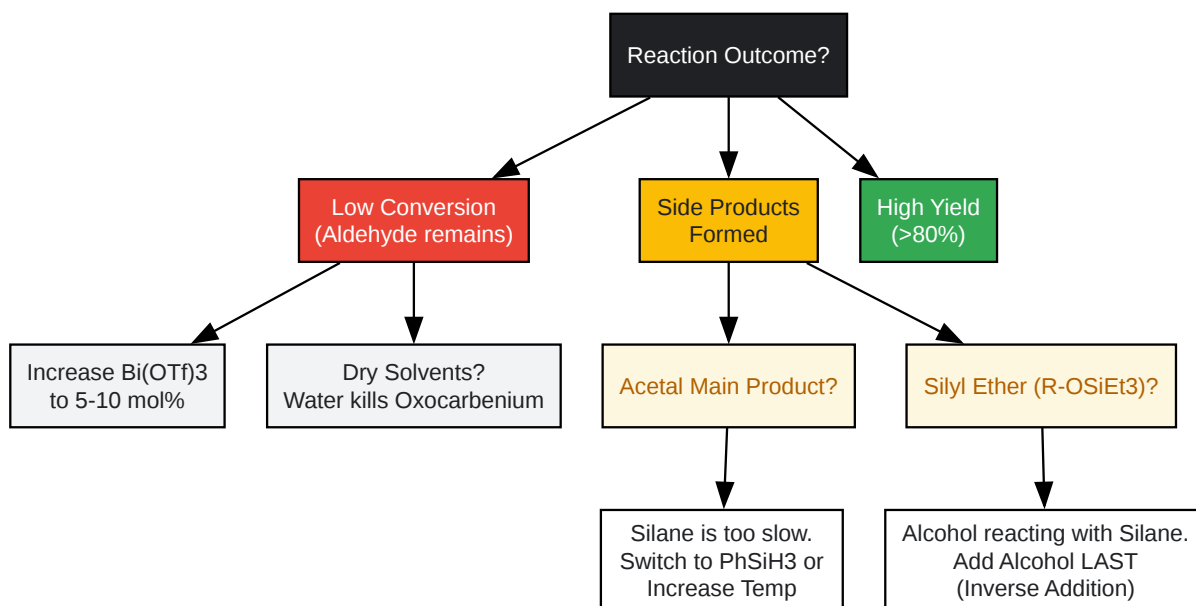 Reaction Outcome?
Low Conversion
(Aldehyde remains)
Side Products
Formed
High Yield
(>80%)
Increase Bi(OTf)3
to 5-10 mol%
Dry Solvents?
Water kills Oxocarbenium
Acetal Main Product?
Silyl Ether (R-OSiEt3)?
Silane is too slow.
Switch to PhSiH3 or
Increase Temp
Alcohol reacting with Silane.
Add Alcohol LAST
(Inverse Addition)